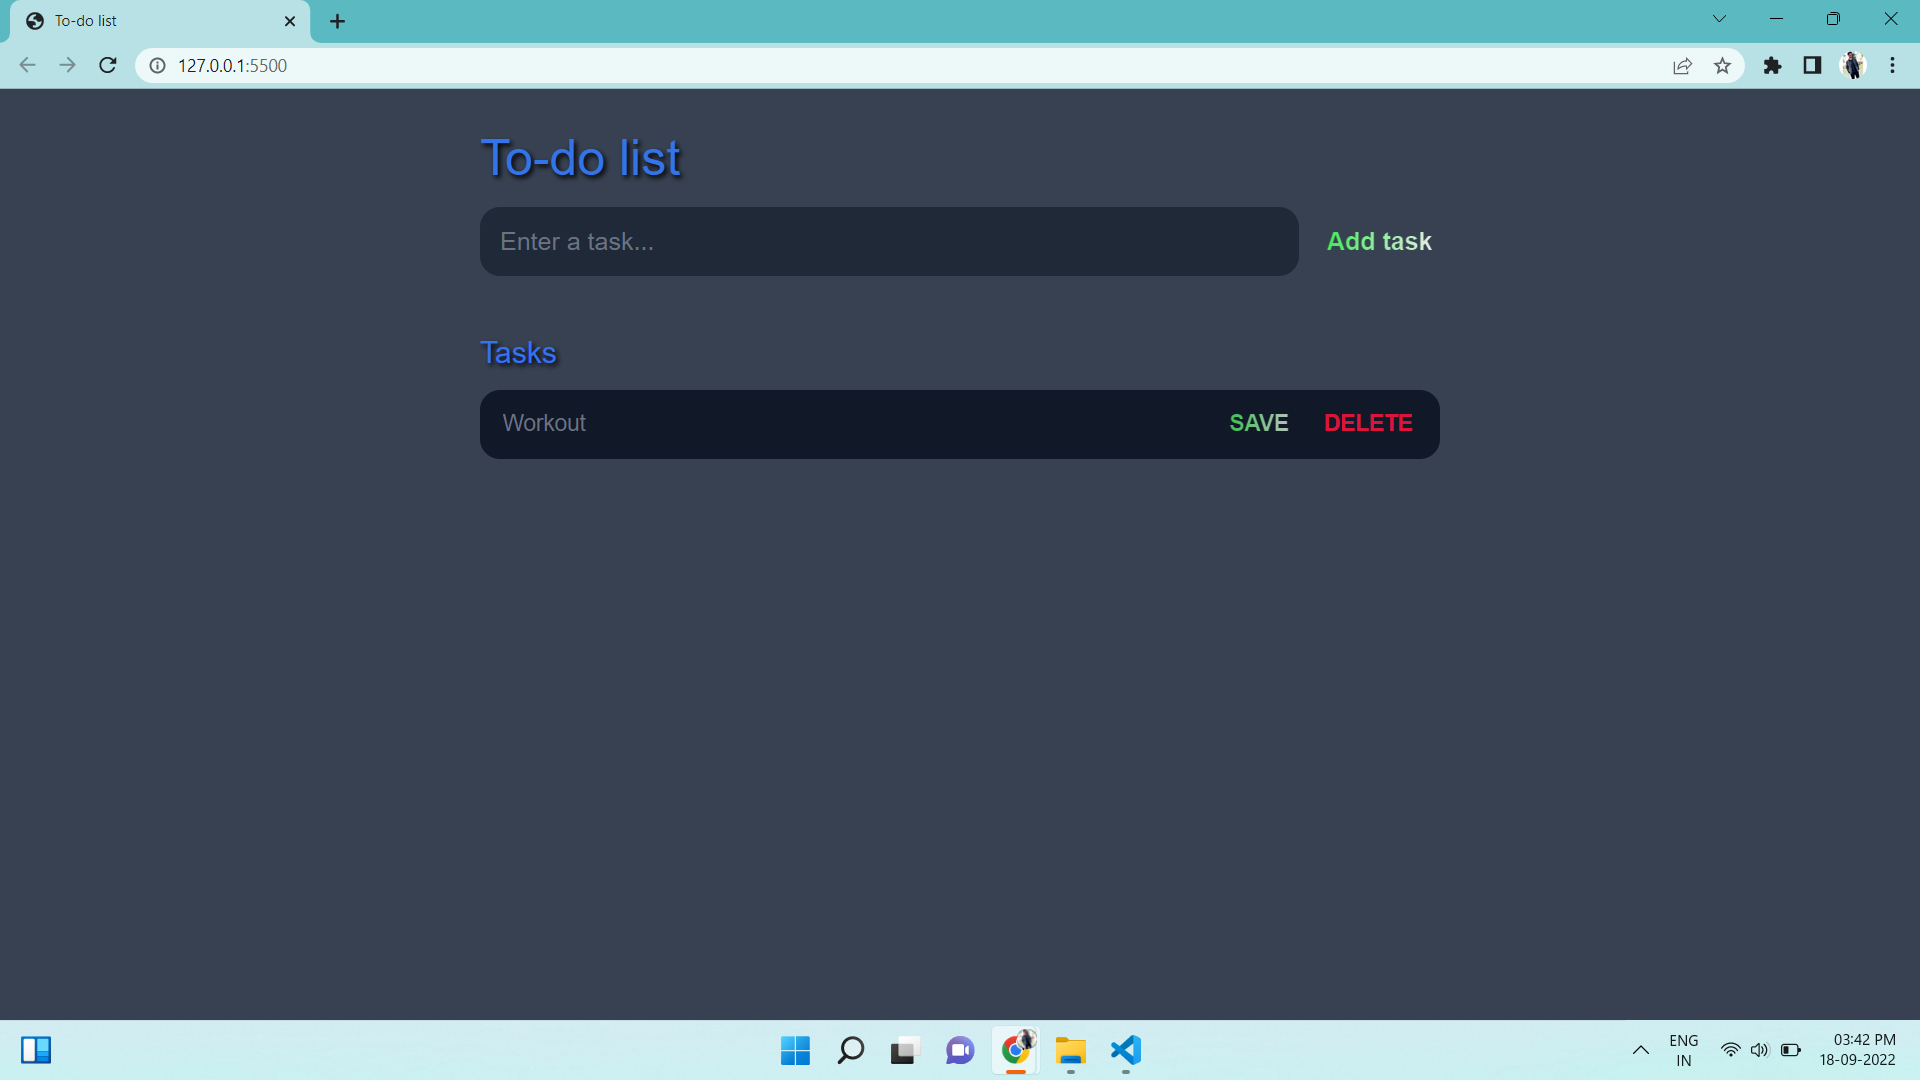 To-do list
127.0.0.1:5500
To-do list
Enter a task...
Add task
Tasks
Workout
SAVE
DELETE
ENG
IN
03:42 PM
18-09-2022